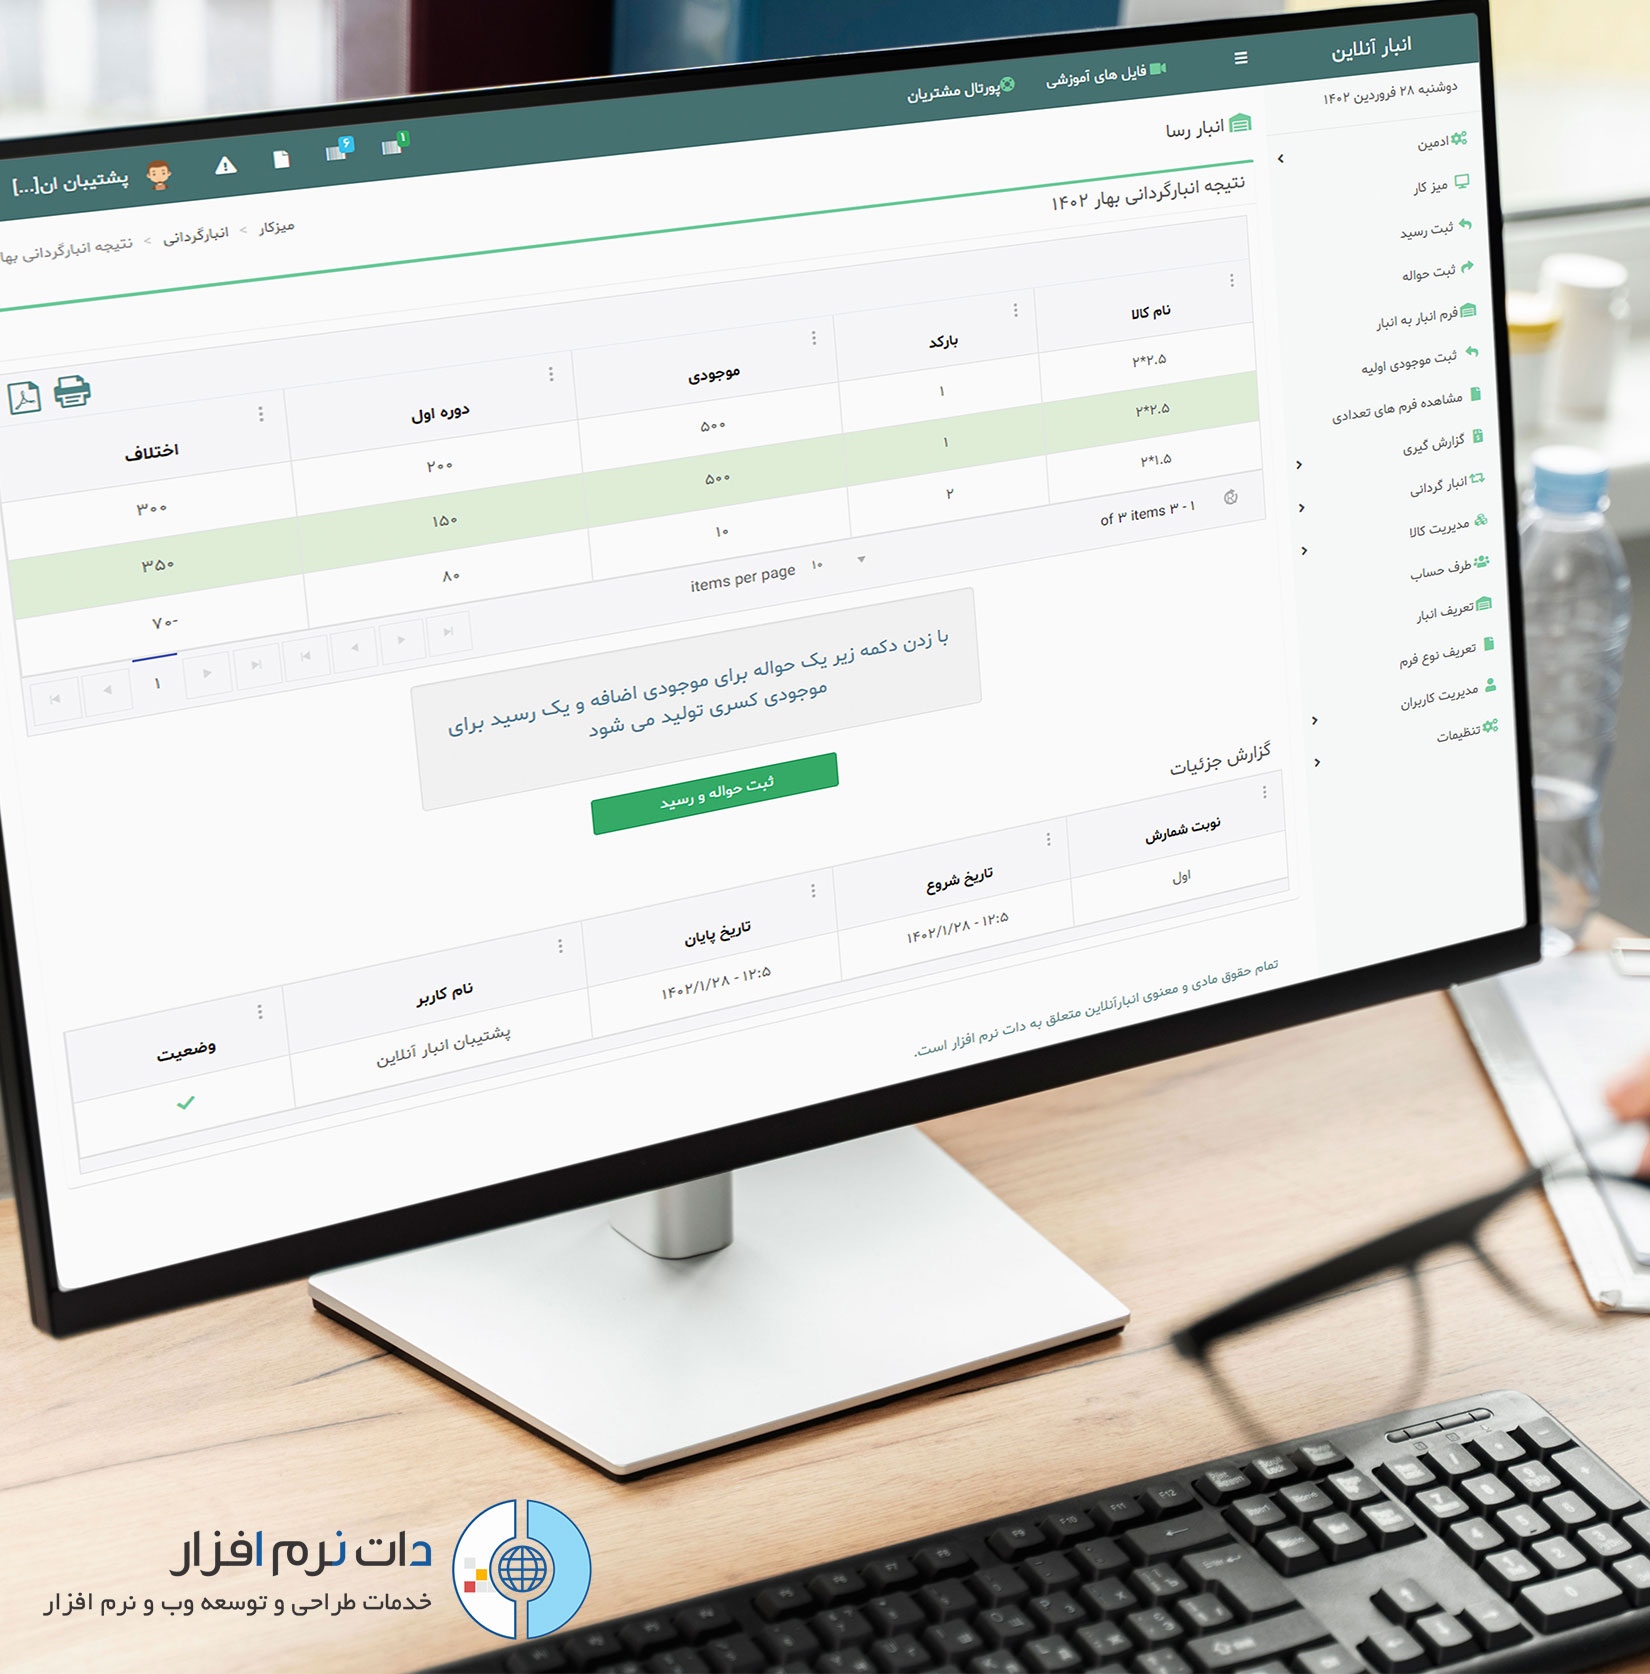 انبار آنلاین
فایل های آموزشی
پورتال مشتریان
۶
۱
پشتیبان ان[...]
دوشنبه ۲۸ فروردین ۱۴۰۲
ادمین
میز کار
ثبت رسید
ثبت حواله
فرم انبار به انبار
ثبت موجودی اولیه
مشاهده فرم های تعدادی
گزارش گیری
انبار گردانی
مدیریت کالا
طرف حساب
تعریف انبار
تعریف نوع فرم
مدیریت کاربران
تنظیمات
انبار رسا
میزکار > انبارگردانی > نتیجه انبارگردانی بها
نتیجه انبارگردانی بهار ۱۴۰۲
نام کالا بارکد موجودی دوره اول اختلاف
۲*۲.۵ ۱ ۵۰۰ ۲۰۰ ۳۰۰
۲*۲.۵ ۱ ۵۰۰ ۱۵۰ ۳۵۰
۲*۱.۵ ۲ ۱۰ ۸۰ -۷۰
۱ - ۳ of ۳ items
۱۰ items per page
۱
با زدن دکمه زیر یک حواله برای موجودی اضافه و یک رسید برای
موجودی کسری تولید می شود
ثبت حواله و رسید
گزارش جزئیات
نوبت شمارش تاریخ شروع تاریخ پایان نام کاربر وضعیت
اول ۱۴۰۲/۱/۲۸ - ۱۲:۵ ۱۴۰۲/۱/۲۸ - ۱۲:۵ پشتیبان انبار آنلاین
تمام حقوق مادی و معنوی انبارآنلاین متعلق به دات نرم افزار است.
دات نرم افزار
خدمات طراحی و توسعه وب و نرم افزار